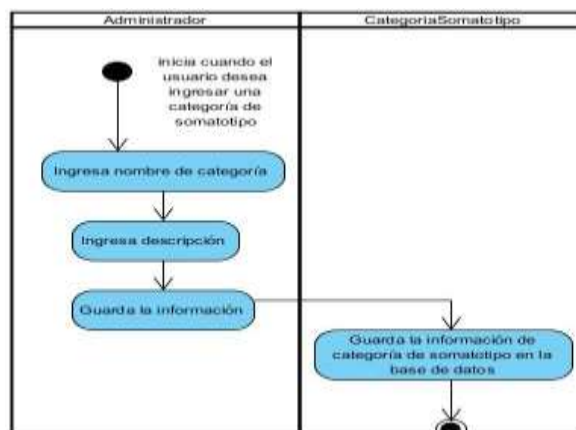 Administrador
CategoriaSomatotipo
inicia cuando el
usuario desea
ingresar una
categoría de
somatotipo
Ingresa nombre de categoría
Ingresa descripción
Guarda la información
Guarda la información de
categoría de somatotipo en la
base de datos